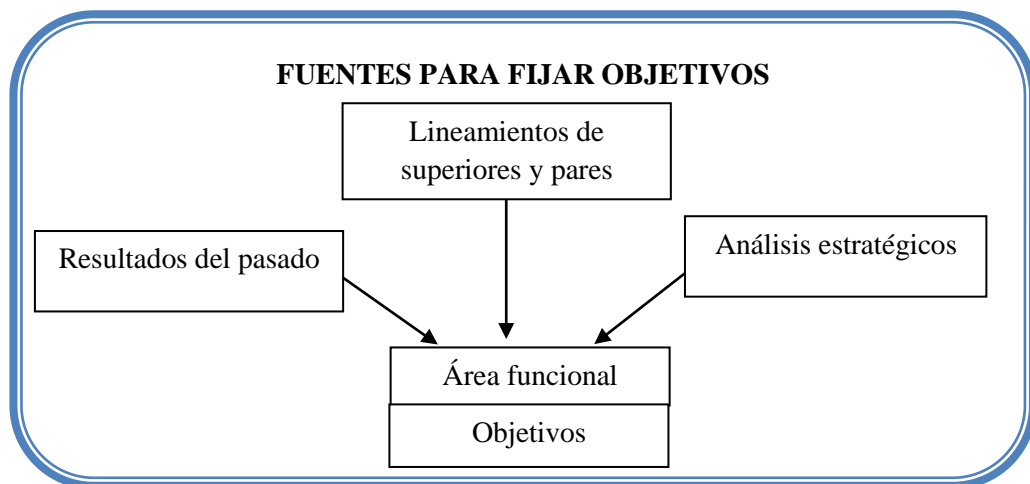 FUENTES PARA FIJAR OBJETIVOS
Lineamientos de
superiores y pares
Resultados del pasado
Análisis estratégicos
Área funcional
Objetivos